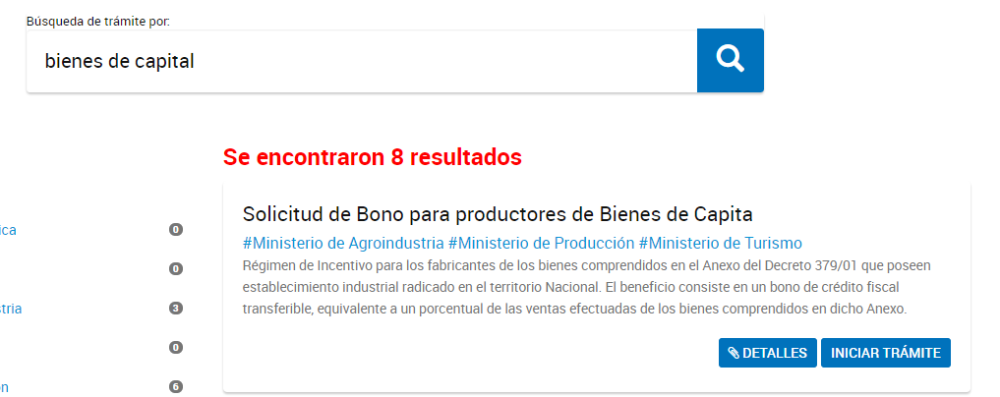 Búsqueda de trámite por:
bienes de capital
Se encontraron 8 resultados
Solicitud de Bono para productores de Bienes de Capita
#Ministerio de Agroindustria #Ministerio de Producción #Ministerio de Turismo
Régimen de Incentivo para los fabricantes de los bienes comprendidos en el Anexo del Decreto 379/01 que poseen
establecimiento industrial radicado en el territorio Nacional. El beneficio consiste en un bono de crédito fiscal
transferible, equivalente a un porcentual de las ventas efectuadas de los bienes comprendidos en dicho Anexo.
DETALLES INICIAR TRÁMITE
ica 0
0
stria 3
0
ón 6